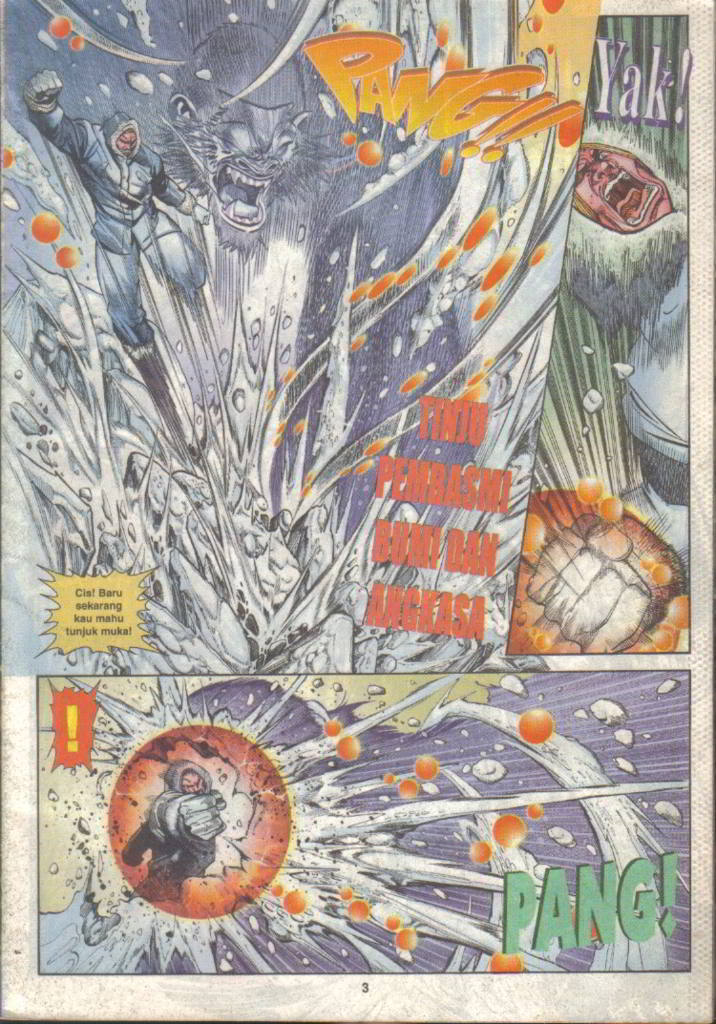 PANG!!
Yak!
TINJU
PEMBASMI
BUMI DAN
ANGKASA
Cis! Baru
sekarang
kau mahu
tunjuk muka!
!
PANG!
3